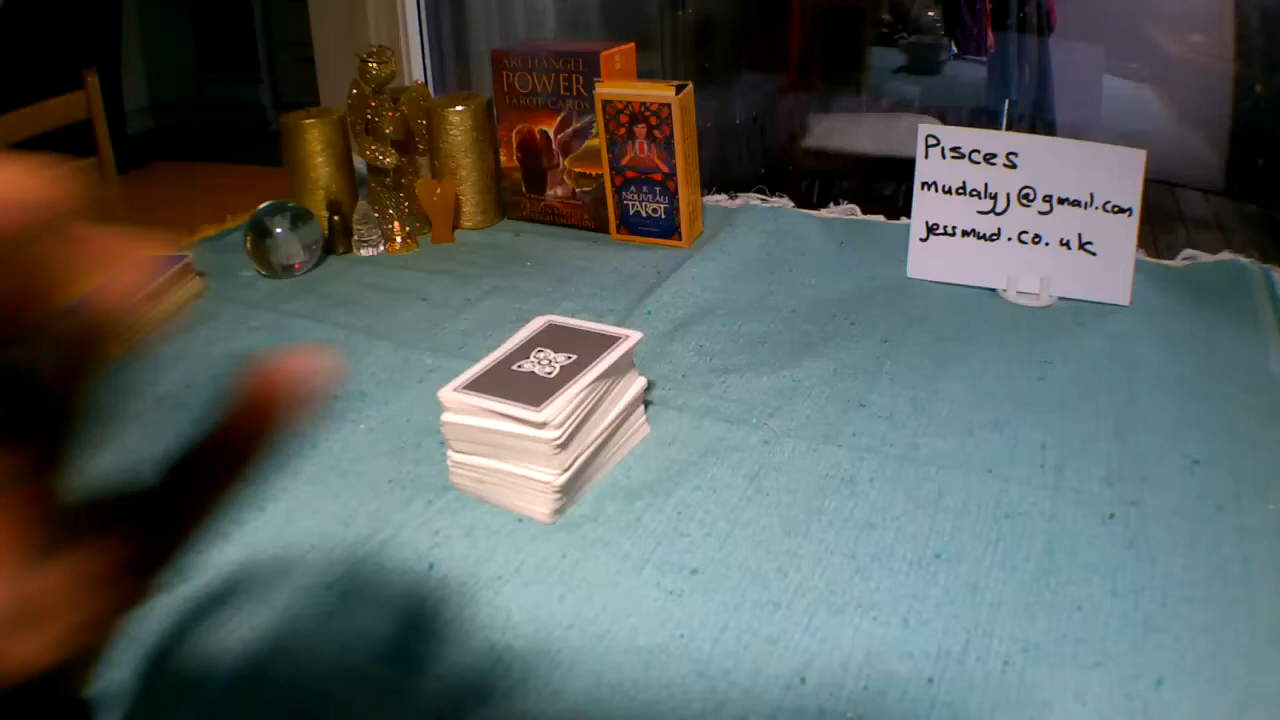 ARCHANGEL
POWER
TAROT CARDS
ART
NOUVEAU
TAROT
Pisces
mudalyj@gmail.com
jessmud.co.uk